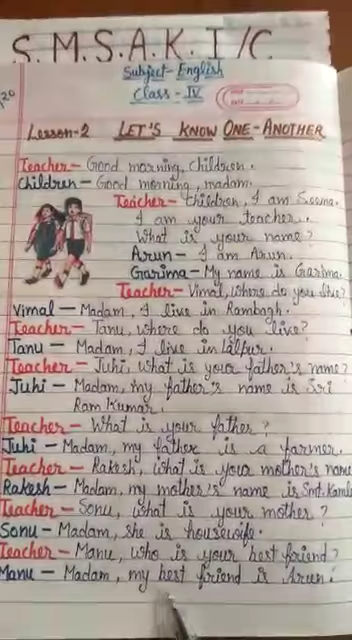 S.M.S.A.K.I/C
Subject- English
Class - IV
Lesson-2 LET'S KNOW ONE-ANOTHER
Teacher- Good morning, children.
Children - Good morning, madam.
Teacher- Children, I am Seema.
I am your teacher.
What is your name?
Arun - I am Arun.
Garima - My name is Garima.
Teacher- Vimal, where do you live?
Vimal - Madam, I live in Rambagh.
Teacher- Tanu, where do you live?
Tanu - Madam, I live in Lalpur.
Teacher - Juhi, what is your father's name?
Juhi - Madam, my father's name is Sri
Ram Kumar.
Teacher - What is your father?
Juhi - Madam, my father is a farmer.
Teacher - Rakesh, what is your mother's name
Rakesh - Madam, my mother's name is Smt. Kamla
Teacher - Sonu, what is your mother?
Sonu - Madam, she is housewife.
Teacher - Manu, who is your best friend?
Manu - Madam, my best friend is Arun.